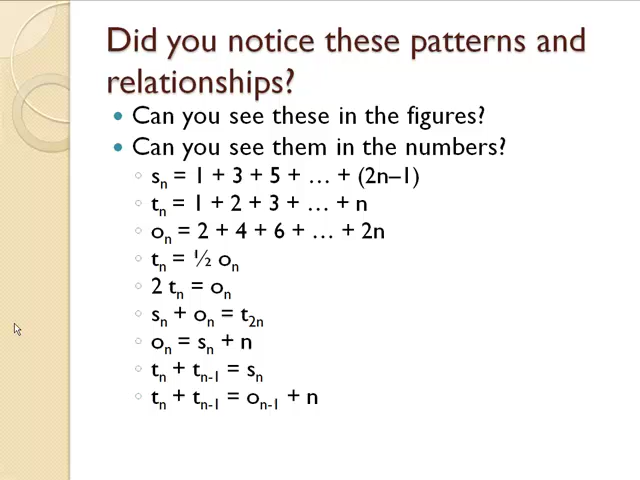 Did you notice these patterns and
relationships?
• Can you see these in the figures?
• Can you see them in the numbers?
◦ sₙ = 1 + 3 + 5 + … + (2n–1)
◦ tₙ = 1 + 2 + 3 + … + n
◦ oₙ = 2 + 4 + 6 + … + 2n
◦ tₙ = ½ oₙ
◦ 2 tₙ = oₙ
◦ sₙ + oₙ = t₂ₙ
◦ oₙ = sₙ + n
◦ tₙ + tₙ₋₁ = sₙ
◦ tₙ + tₙ₋₁ = oₙ₋₁ + n